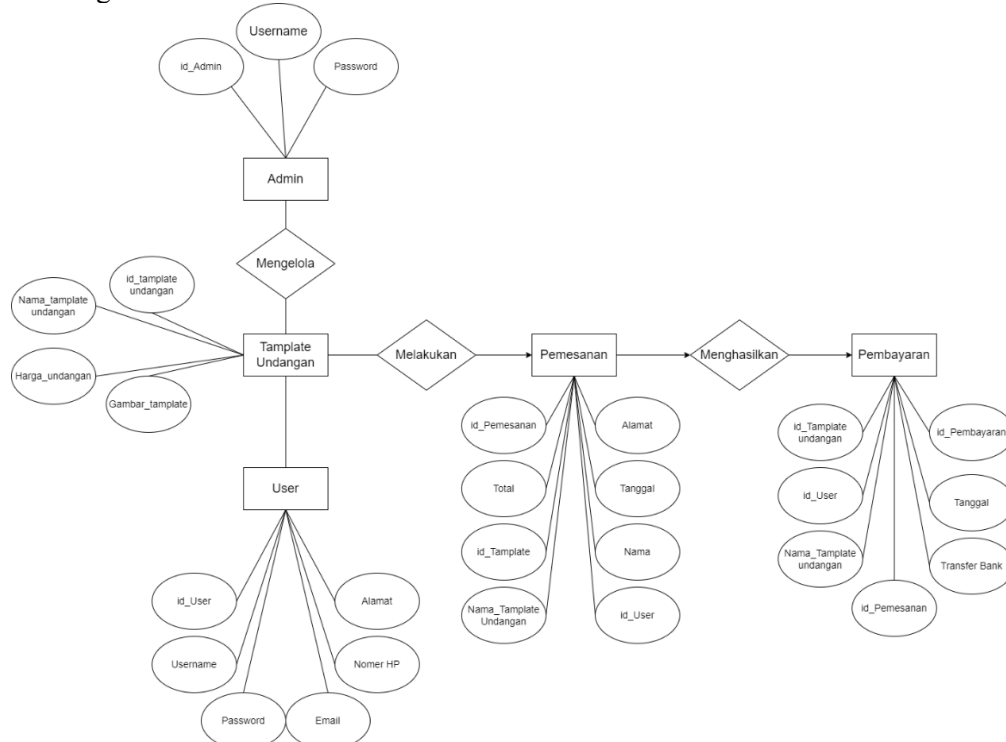 Username
id_Admin
Password
Admin
Mengelola
id_tamplate
undangan
Nama_tamplate
undangan
Harga_undangan
Gambar_tamplate
Tamplate
Undangan
Melakukan
Pemesanan
Menghasilkan
Pembayaran
id_Pemesanan
Alamat
Total
Tanggal
id_Tamplate
Nama
Nama_Tamplate
Undangan
id_User
id_Tamplate
undangan
id_Pembayaran
id_User
Tanggal
Nama_Tamplate
undangan
Transfer Bank
id_Pemesanan
User
id_User
Alamat
Username
Nomer HP
Password
Email